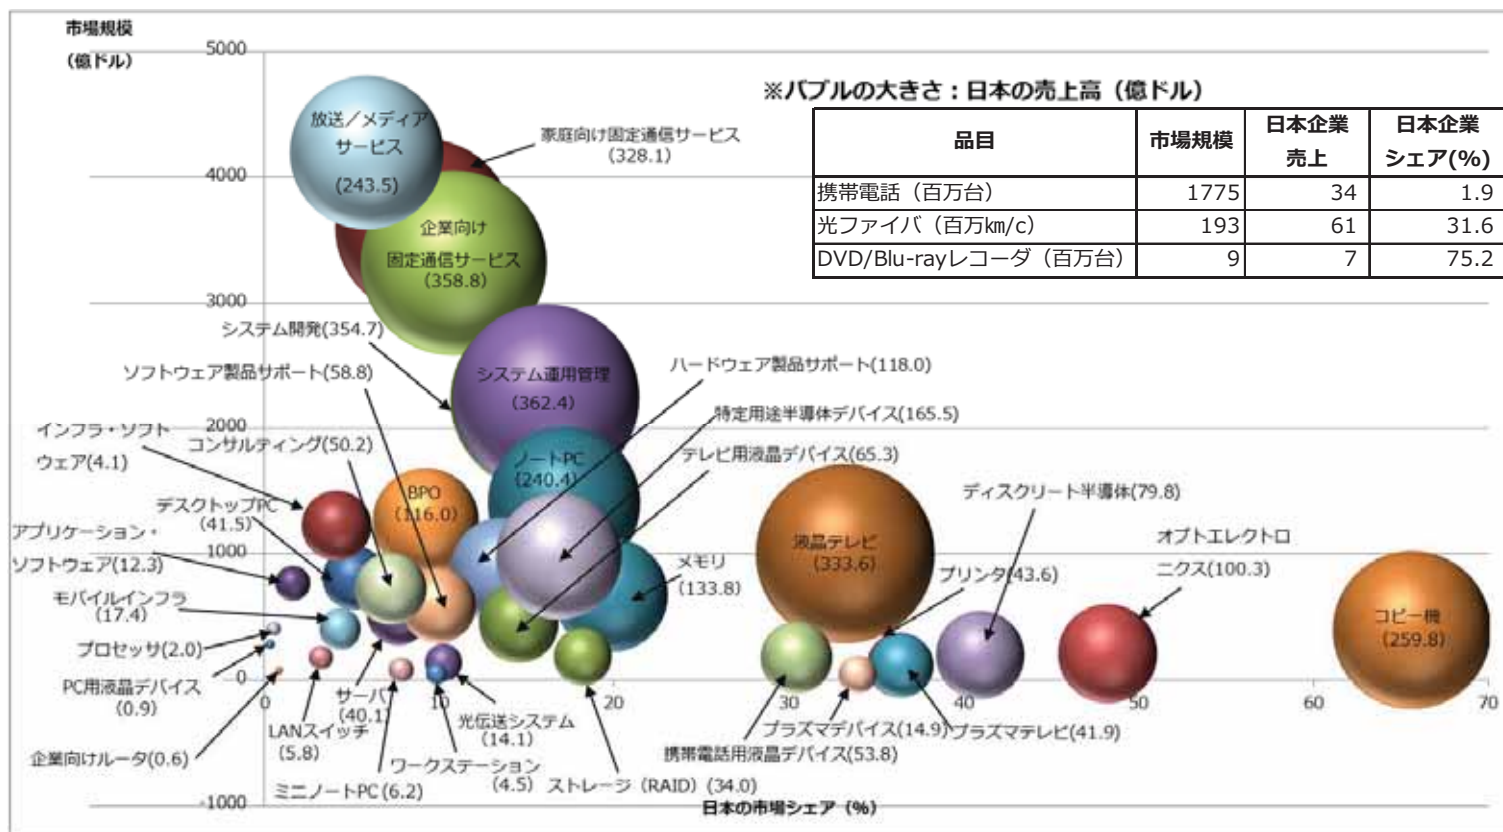 市場規模
(億ドル)
5000
4000
3000
2000
1000
0
-1000
0
10
20
30
40
50
60
70
日本の市場シェア (%)
※バブルの大きさ:日本の売上高(億ドル)
品目 市場規模 日本企業売上 日本企業シェア(%)
携帯電話(百万台) 1775 34 1.9
光ファイバ(百万㎞/c) 193 61 31.6
DVD/Blu-rayレコーダ(百万台) 9 7 75.2
放送/メディア
サービス
(243.5)
家庭向け固定通信サービス
(328.1)
企業向け
固定通信サービス
(358.8)
システム開発(354.7)
ソフトウェア製品サポート(58.8)
システム運用管理
(362.4)
ハードウェア製品サポート(118.0)
特定用途半導体デバイス(165.5)
テレビ用液晶デバイス(65.3)
インフラ・ソフト
ウェア(4.1)
コンサルティング(50.2)
ノートPC
(240.4)
BPO
(116.0)
デスクトップPC
(41.5)
アプリケーション・
ソフトウェア(12.3)
モバイルインフラ
(17.4)
プロセッサ(2.0)
PC用液晶デバイス
(0.9)
企業向けルータ(0.6)
LANスイッチ
(5.8)
サーバ
(40.1)
ミニノートPC(6.2)
ワークステーション
(4.5)
光伝送システム
(14.1)
ストレージ(RAID)(34.0)
メモリ
(133.8)
液晶テレビ
(333.6)
ディスクリート半導体(79.8)
プリンタ(43.6)
オプトエレクトロ
ニクス(100.3)
コピー機
(259.8)
プラズマデバイス(14.9)
プラズマテレビ(41.9)
携帯電話用液晶デバイス(53.8)